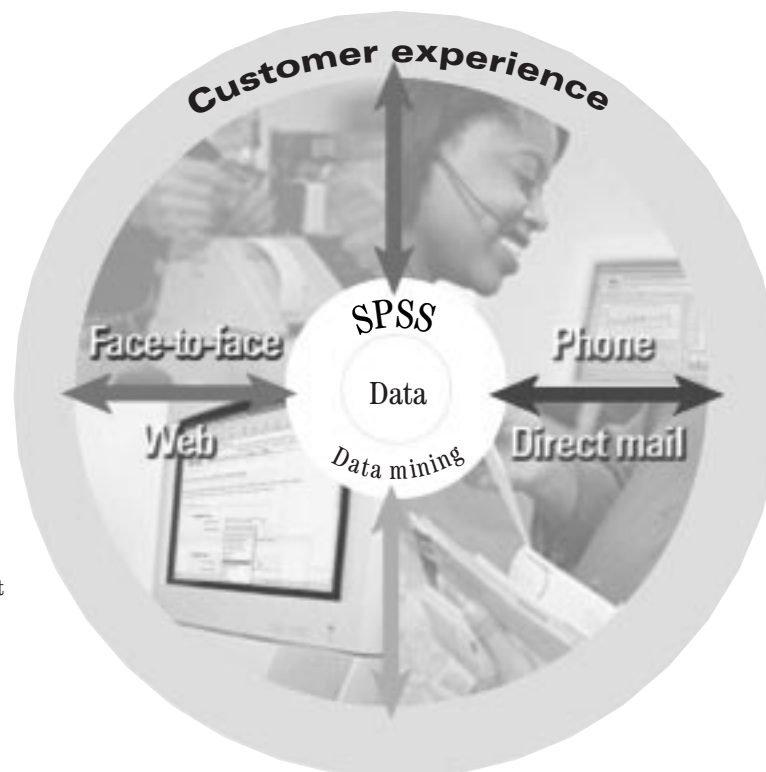 Customer experience
SPSS
Face-to-face
Phone
Data
Web
Direct mail
Data mining
t